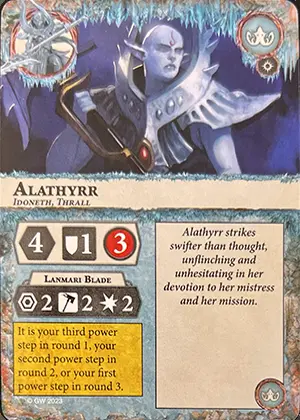 ALATHYRR
IDONETH, THRALL
4 1 3
LANMARI BLADE
2 2 2
It is your third power
step in round 1, your
second power step in
round 2, or your first
power step in round 3.
Alathyrr strikes
swifter than thought,
unflinching and
unhesitating in her
devotion to her mistress
and her mission.
© GW 2023